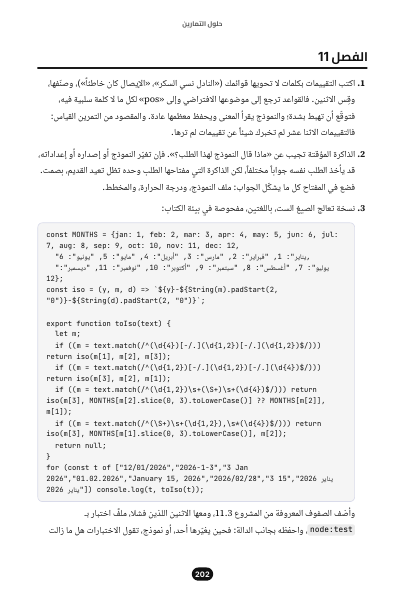 حلول التمارين
الفصل 11
1. اكتب التقييمات بكلمات لا تحويها قوائمك («النادل نسي السكر»، «الإيصال كان خاطئاً»)، وصنّفها،
وقِس الاثنين. فالقواعد ترجع إلى موضوعها الافتراضي وإلى «pos» لكل ما لا كلمة سلبية فيه،
فتوقّع أن تهبط بشدة؛ والنموذج يقرأ المعنى ويحفظ معظمها عادة. والمقصود من التمرين القياس:
فالتقييمات الاثنا عشر لم تخبرك شيئاً عن تقييمات لم ترها.
2. الذاكرة المؤقتة تجيب عن «ماذا قال النموذج لهذا الطلب؟». فإن تغيّر النموذج أو إصداره أو إعداداته،
قد يأخذ الطلب نفسه جواباً مختلفاً، لكن الذاكرة التي مفتاحها الطلب وحده تظل تعيد القديم، بصمت.
فضع في المفتاح كل ما يشكّل الجواب: ملف النموذج، ودرجة الحرارة، والمخطط.
3. نسخة تعالج الصيغ الست، باللغتين، مفحوصة في بيئة الكتاب:
const MONTHS = {jan: 1, feb: 2, mar: 3, apr: 4, may: 5, jun: 6, jul:
7, aug: 8, sep: 9, oct: 10, nov: 11, dec: 12,
"يناير": 1, "فبراير": 2, "مارس": 3, "أبريل": 4, "مايو": 5, "يونيو": 6,
"يوليو": 7, "أغسطس": 8, "سبتمبر": 9, "أكتوبر": 10, "نوفمبر": 11, "ديسمبر":
12};
const iso = (y, m, d) => `${y}-${String(m).padStart(2,
"0")}-${String(d).padStart(2, "0")}`;
export function toIso(text) {
let m;
if ((m = text.match(/^(\d{4})[-/.](\d{1,2})[-/.](\d{1,2})$/)))
return iso(m[1], m[2], m[3]);
if ((m = text.match(/^(\d{1,2})[-/.](\d{1,2})[-/.](\d{4})$/)))
return iso(m[3], m[2], m[1]);
if ((m = text.match(/^(\d{1,2})\s+(\S+)\s+(\d{4})$/))) return
iso(m[3], MONTHS[m[2].slice(0, 3).toLowerCase()] ?? MONTHS[m[2]],
m[1]);
if ((m = text.match(/^(\S+)\s+(\d{1,2}),\s+(\d{4})$/))) return
iso(m[3], MONTHS[m[1].slice(0, 3).toLowerCase()], m[2]);
return null;
}
for (const t of ["12/01/2026","2026-1-3","3 Jan
2026","01.02.2026","January 15, 2026","2026/02/28","3 يناير 2026","15
يناير 2026"]) console.log(t, toIso(t));
وأضف الصفوف المعروفة من المشروع 11.3، ومعها الاثنين اللذين فشلا، ملفَّ اختبار بـ
node:test، واحفظه بجانب الدالة: فحين يغيّرها أحد، أو نموذج، تقول الاختبارات هل ما زالت
202